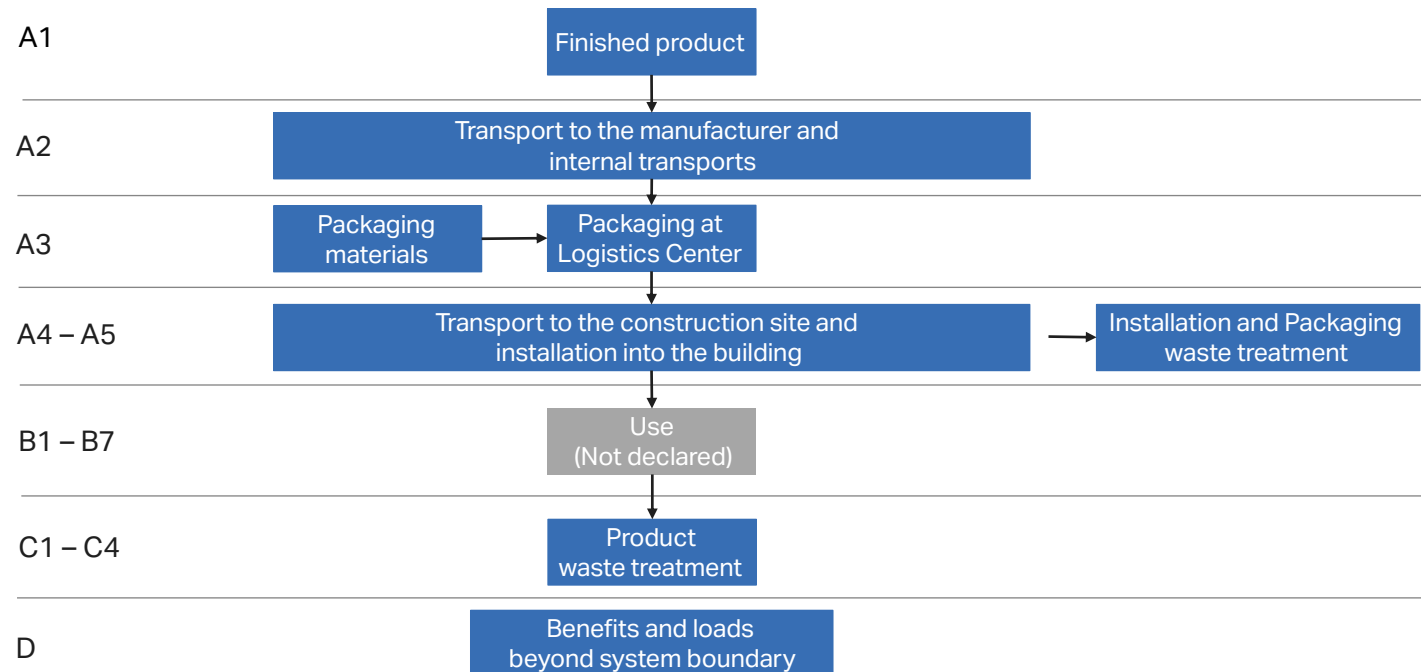 A1
Finished product
A2
Transport to the manufacturer and
internal transports
A3
Packaging
materials
Packaging at
Logistics Center
A4 – A5
Transport to the construction site and
installation into the building
Installation and Packaging
waste treatment
B1 – B7
Use
(Not declared)
C1 – C4
Product
waste treatment
D
Benefits and loads
beyond system boundary